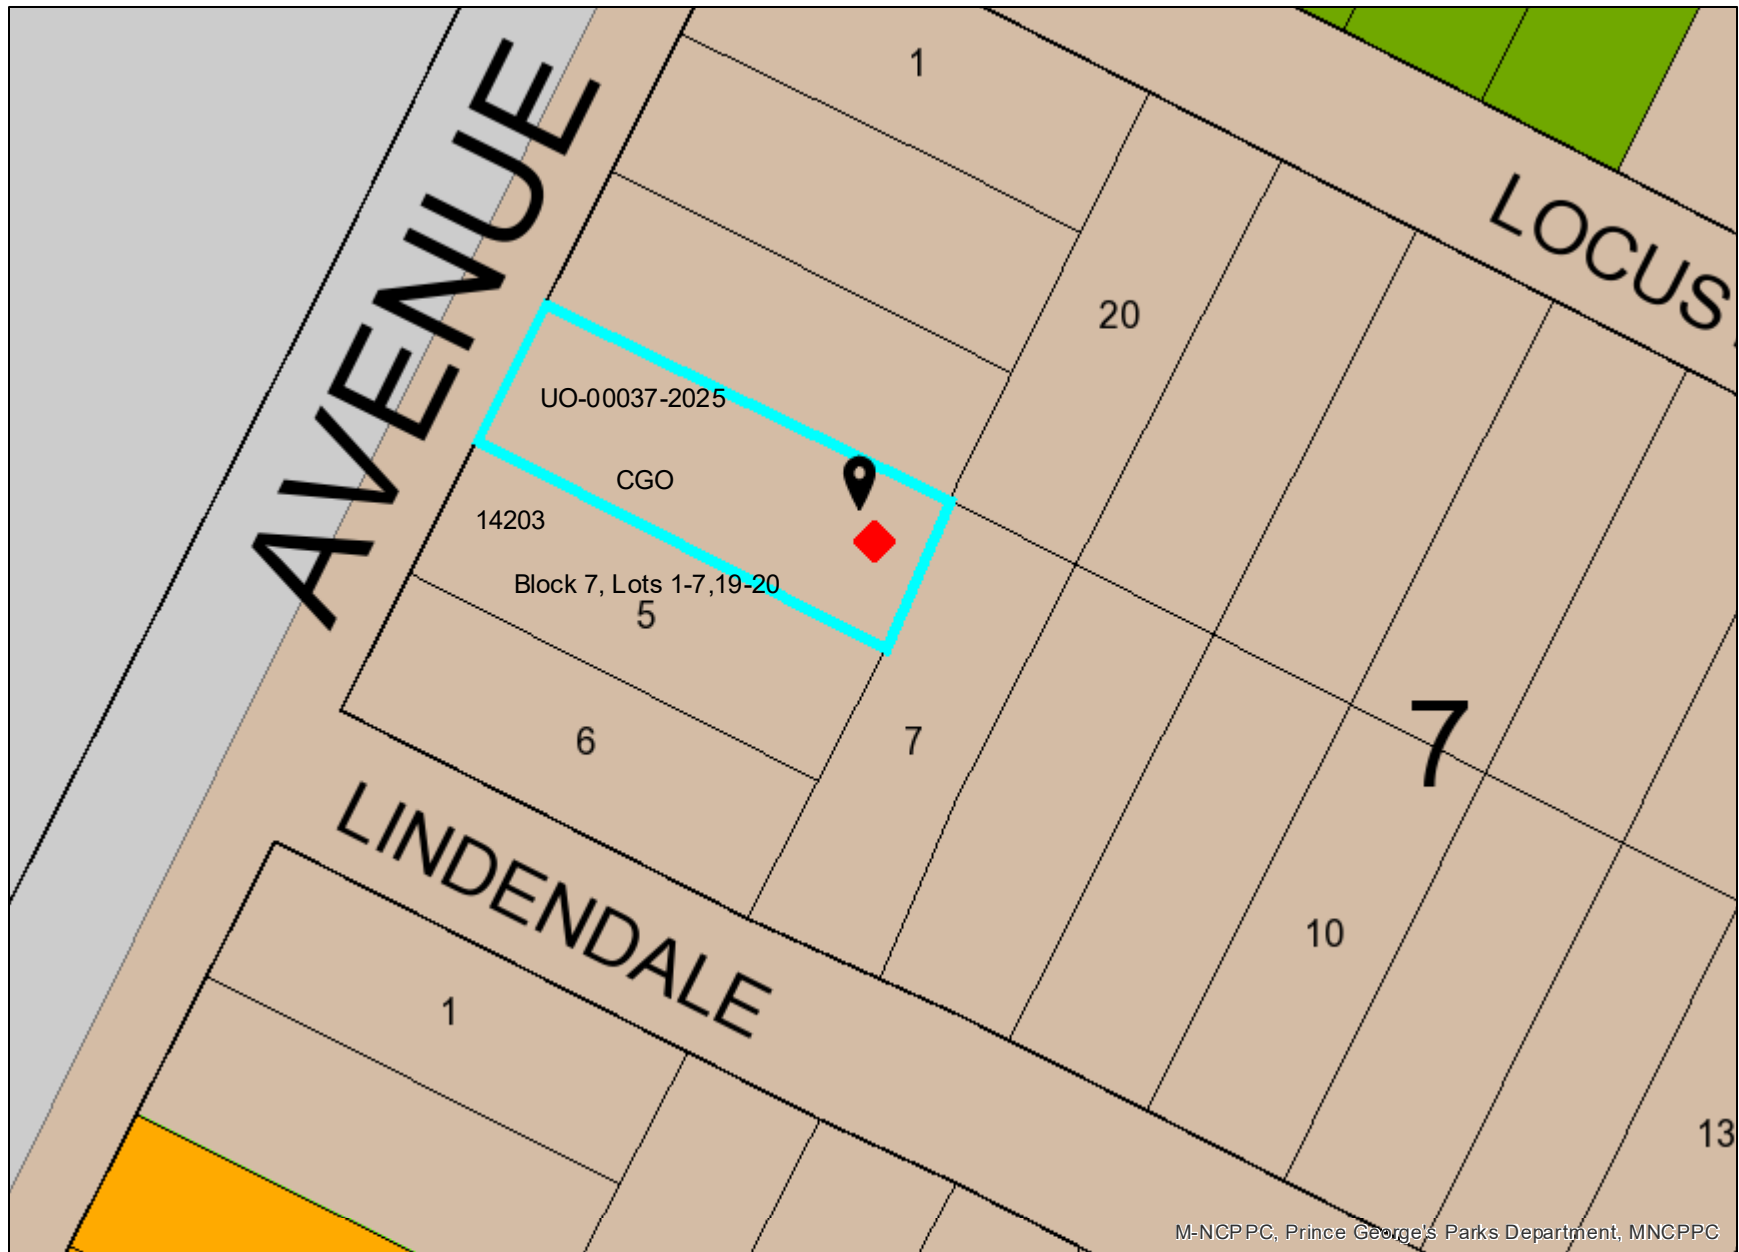 1
AVENUE
LOCUS
20
UO-00037-2025
CGO
14203
Block 7, Lots 1-7,19-20
5
6
7
7
LINDENDALE
10
1
13
M-NCPPC, Prince George's Parks Department, MNCPPC